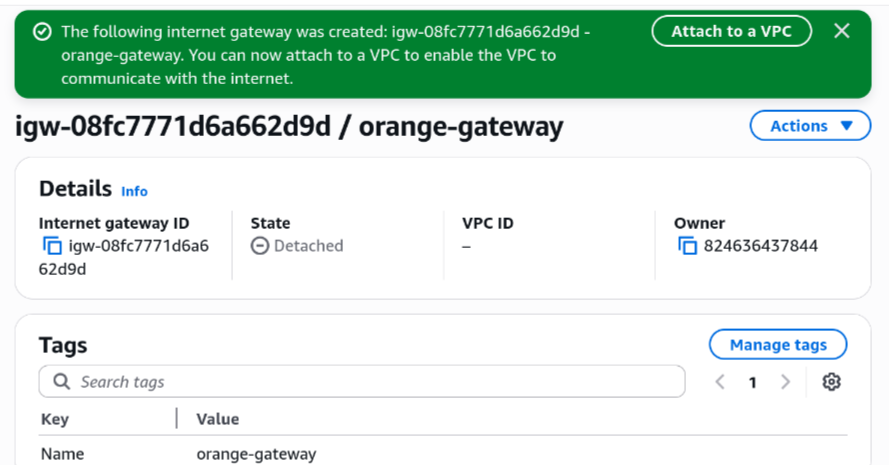 The following internet gateway was created: igw-08fc7771d6a662d9d -
orange-gateway. You can now attach to a VPC to enable the VPC to
communicate with the internet.
Attach to a VPC
igw-08fc7771d6a662d9d / orange-gateway
Actions
Details Info
Internet gateway ID
igw-08fc7771d6a6
62d9d
State
Detached
VPC ID
–
Owner
824636437844
Tags
Manage tags
Search tags
1
Key Value
Name orange-gateway